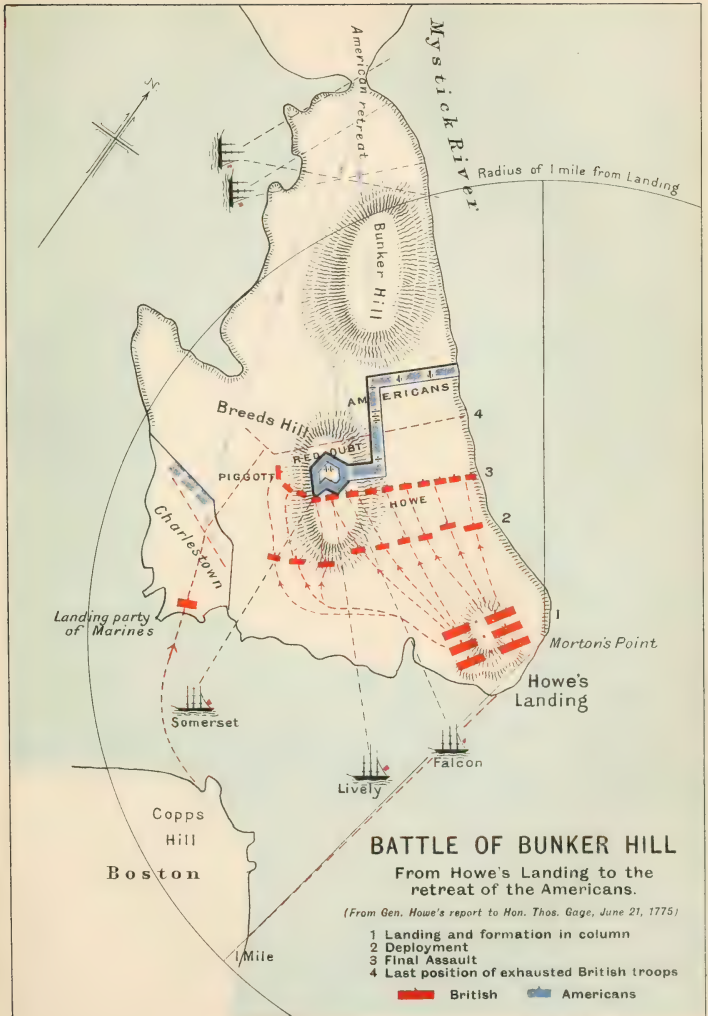 N.
Mystick River
American retreat
Radius of 1 mile from Landing
Bunker Hill
AMERICANS
Breeds Hill
REDOUBT
4
PIGGOTT
3
HOWE
2
Charlestown
Landing party
of Marines
1
Morton's Point
Howe's
Landing
Somerset
Lively
Falcon
Copps
Hill
Boston
1 Mile
BATTLE OF BUNKER HILL
From Howe's Landing to the
retreat of the Americans.
(From Gen. Howe's report to Hon. Thos. Gage, June 21, 1775)
1 Landing and formation in column
2 Deployment
3 Final Assault
4 Last position of exhausted British troops
British Americans